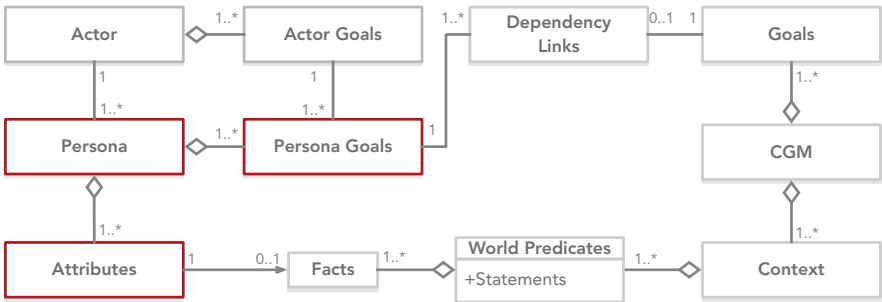 Actor
1..*
Actor Goals
1..*
Dependency
Links
0..1
1
Goals
1
1
1..*
1..*
1..*
Persona
1..*
Persona Goals
1
CGM
1..*
1..*
Attributes
1
0..1
Facts
1..*
World Predicates
+Statements
1..*
Context